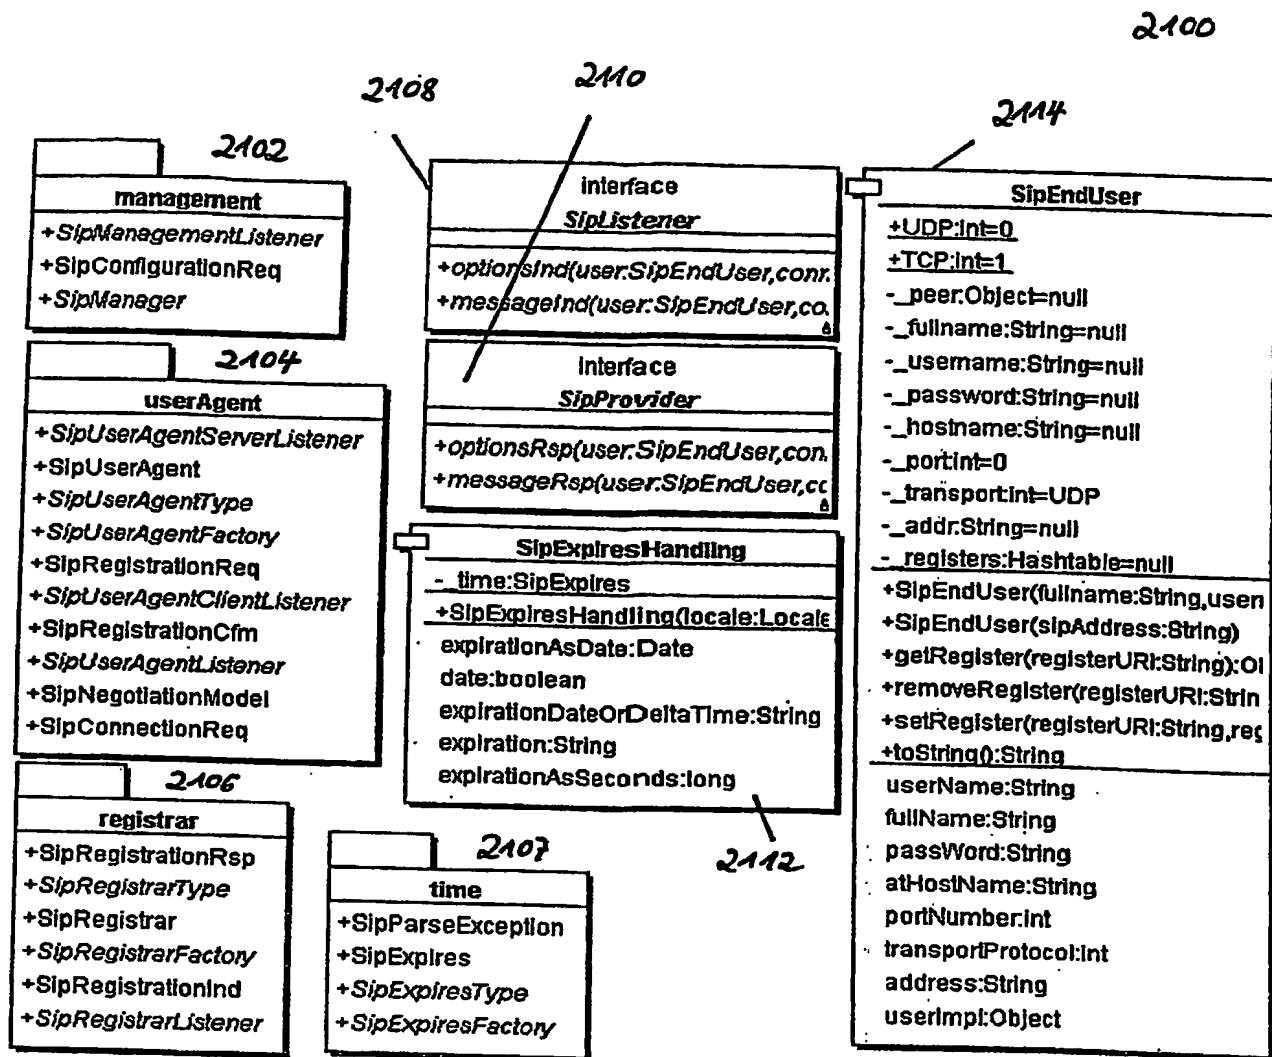 2100
2108
2110
2114
2102
management
+SipManagementListener
+SipConfigurationReq
+SipManager
2104
userAgent
+SipUserAgentServerListener
+SipUserAgent
+SipUserAgentType
+SipUserAgentFactory
+SipRegistrationReq
+SipUserAgentClientListener
+SipRegistrationCfm
+SipUserAgentListener
+SipNegotiationModel
+SipConnectionReq
2106
registrar
+SipRegistrationRsp
+SipRegistrarType
+SipRegistrar
+SipRegistrarFactory
+SipRegistrationInd
+SipRegistrarListener
2107
time
+SipParseException
+SipExpires
+SipExpiresType
+SipExpiresFactory
interface
SipListener
+optionsInd(user:SipEndUser,conr.
+messageInd(user:SipEndUser,co.
interface
SipProvider
+optionsRsp(user:SipEndUser,con.
+messageRsp(user:SipEndUser,cc
SipExpiresHandling
-_time:SipExpires
+SipExpiresHandling(locale:Locale
expirationAsDate:Date
date:boolean
expirationDateOrDeltaTime:String
expiration:String
expirationAsSeconds:long
2112
SipEndUser
+UDP:int=0
+TCP:int=1
-_peer:Object=null
-_fullname:String=null
-_username:String=null
-_password:String=null
-_hostname:String=null
-_port:int=0
-_transport:int=UDP
-_addr:String=null
-_registers:Hashtable=null
+SipEndUser(fullname:String,usern
+SipEndUser(sipAddress:String)
+getRegister(registerURI:String):Ol
+removeRegister(registerURI:Strin
+setRegister(registerURI:String,reg
+toString():String
userName:String
fullName:String
passWord:String
atHostName:String
portNumber:int
transportProtocol:int
address:String
userImpl:Object